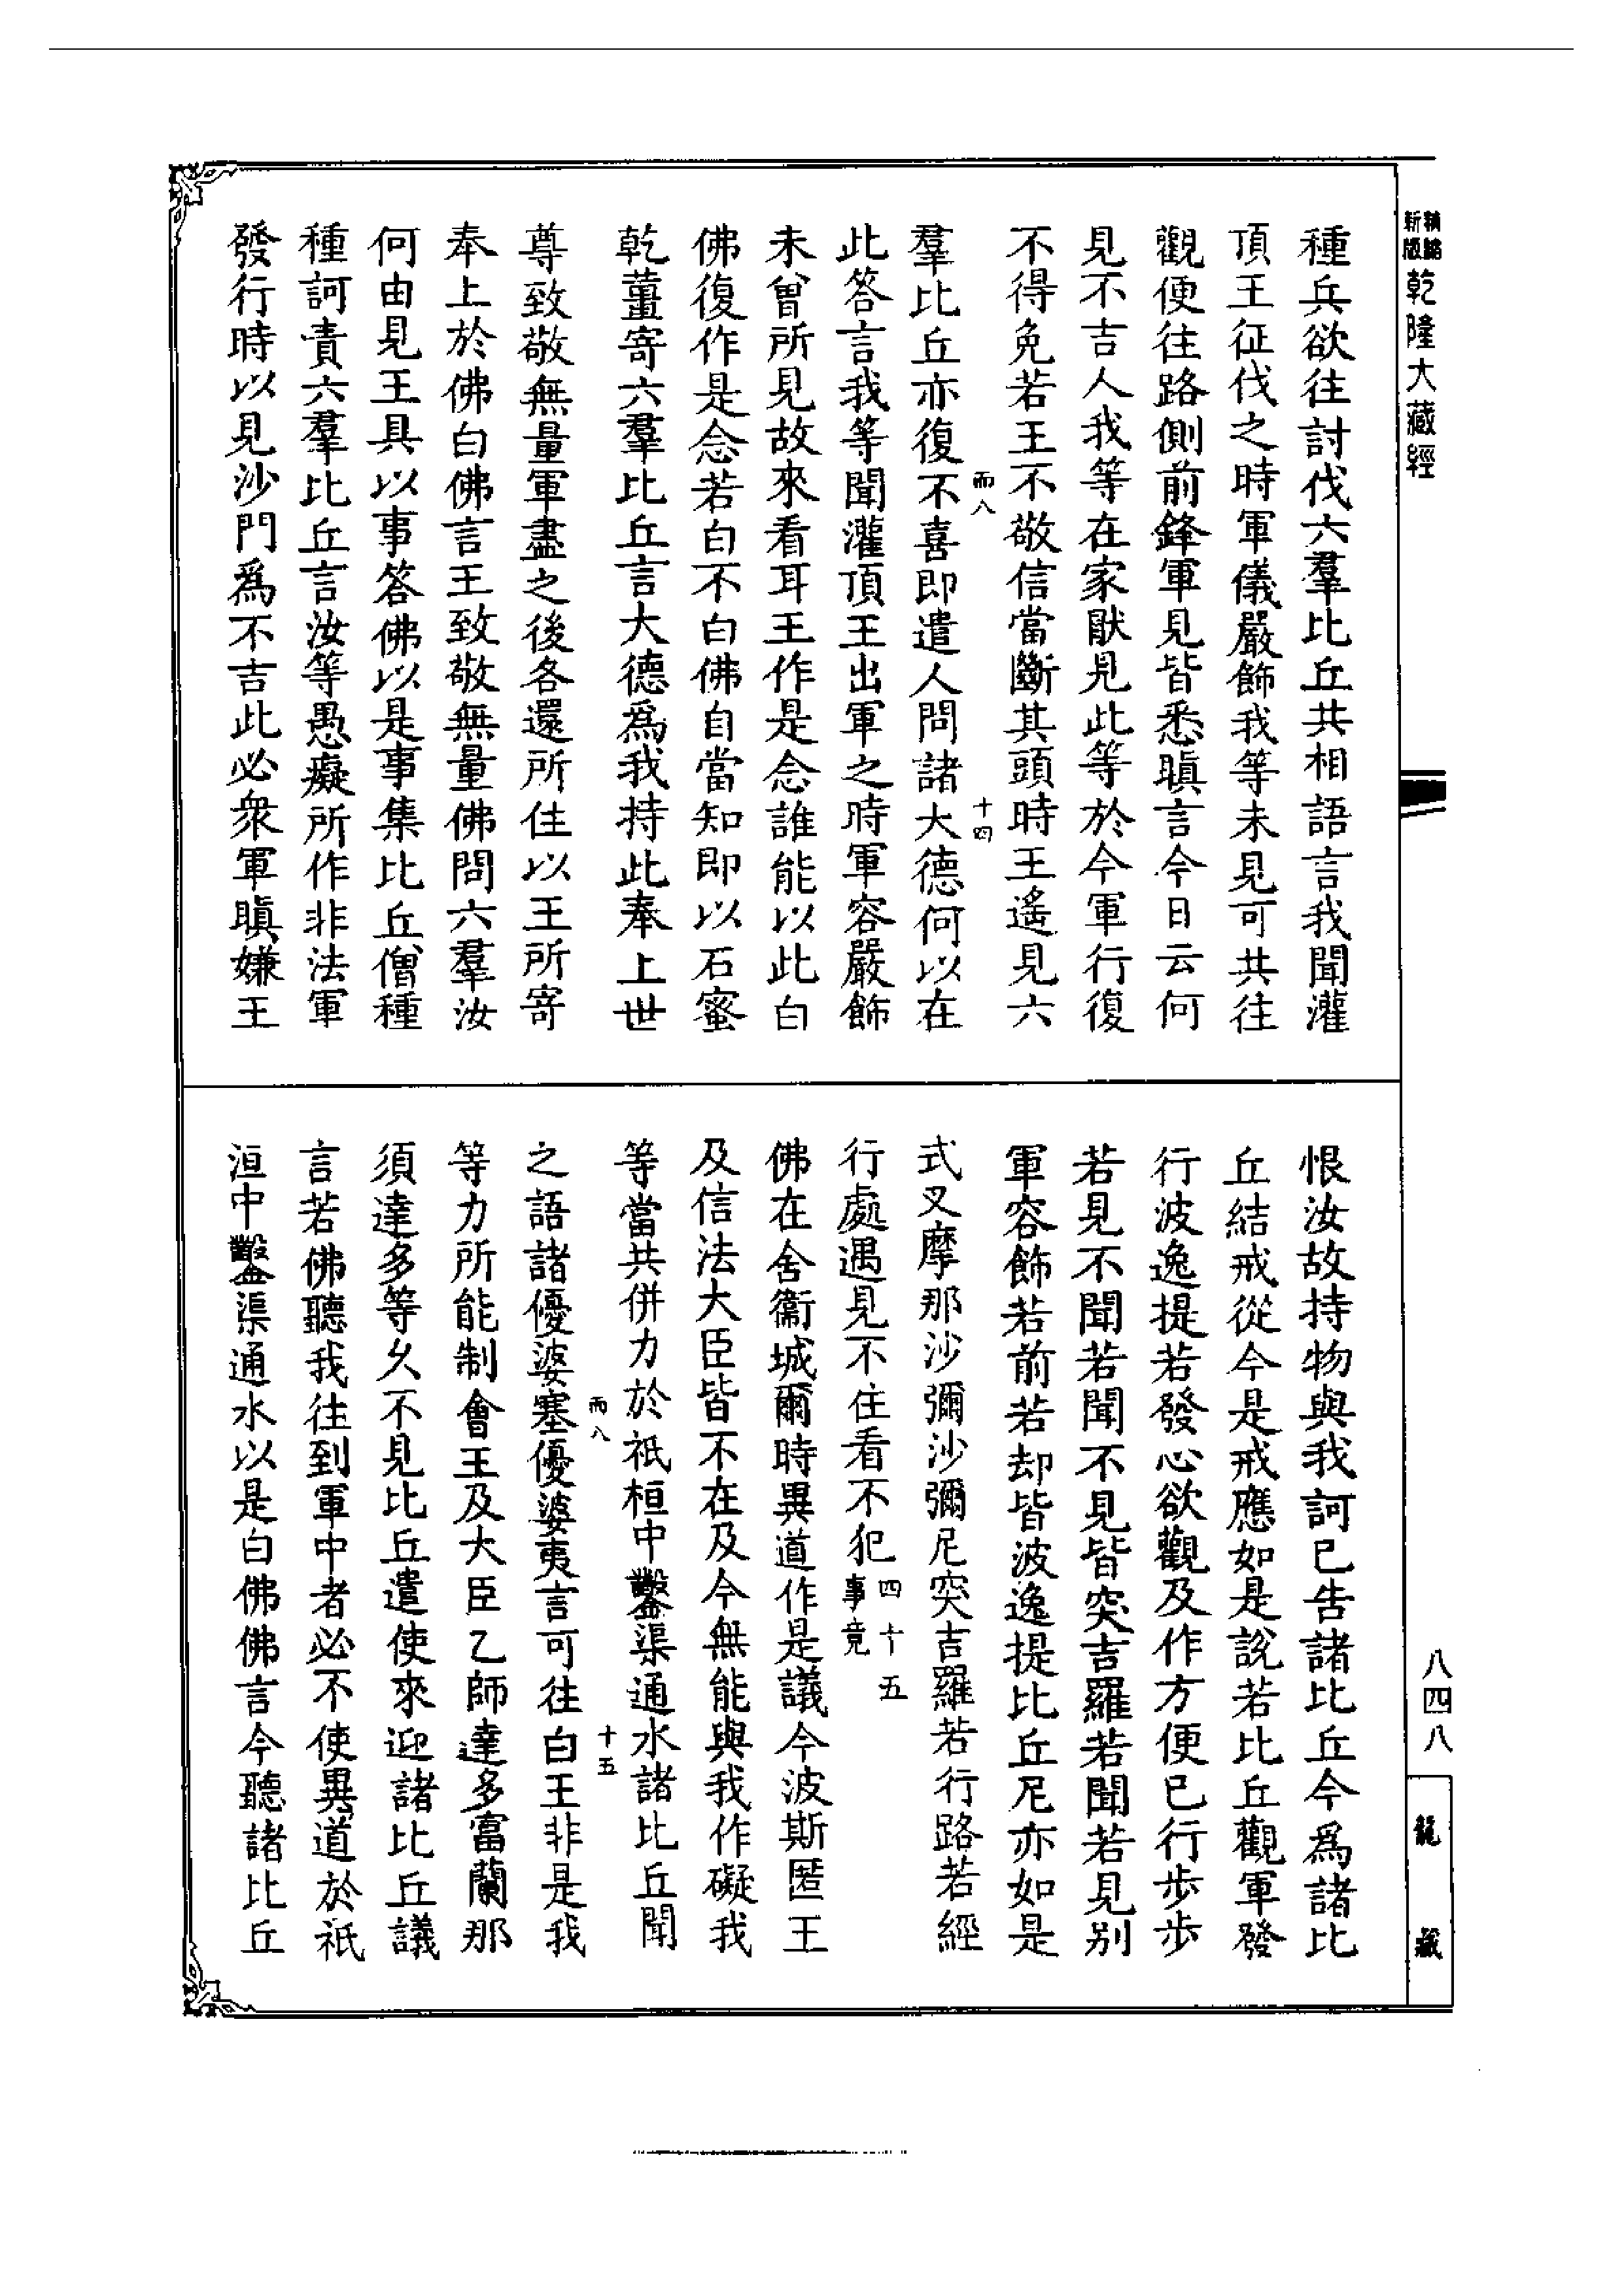 精縮
新版
乾隆大藏經
種兵欲往討伐六羣比丘共相語言我聞灌
頂王征伐之時軍儀嚴飾我等未見可共往
觀便往路側前鋒軍見皆悉瞋言今日云何
見不吉人我等在家猒見此等於今軍行復
不得免若王不敬信當斷其頭時王遙見六
而八
十四
羣比丘亦復不喜即遣人問諸大德何以在
此答言我等聞灌頂王出軍之時軍容嚴飾
未曾所見故來看耳王作是念誰能以此白
佛復作是念若白不白佛自當知即以石蜜
乾薑寄六羣比丘言大德爲我持此奉上世
尊致敬無量軍盡之後各還所住以王所寄
奉上於佛白佛言王致敬無量佛問六羣汝
何由見王具以事答佛以是事集比丘僧種
種訶責六羣比丘言汝等愚癡所作非法軍
發行時以見沙門爲不吉此必衆軍瞋嫌王
恨汝故持物與我訶已告諸比丘今爲諸比
丘結戒從今是戒應如是說若比丘觀軍發
行波逸提若發心欲觀及作方便已行步步
若見不聞若聞不見皆突吉羅若聞若見別
軍容飾若前若却皆波逸提比丘尼亦如是
式叉摩那沙彌沙彌尼突吉羅若行路若經
行處遇見不住看不犯四十五
事竟
佛在舍衞城爾時異道作是議今波斯匿王
及信法大臣皆不在及今無能與我作礙我
等當共併力於祇桓中鑿渠通水諸比丘聞
而八
十五
之語諸優婆塞優婆夷言可往白王非是我
等力所能制會王及大臣乙師達多富蘭那
須達多等久不見比丘遣使來迎諸比丘議
言若佛聽我往到軍中者必不使異道於祇
洹中鑿渠通水以是白佛佛言今聽諸比丘
八四八
龍藏